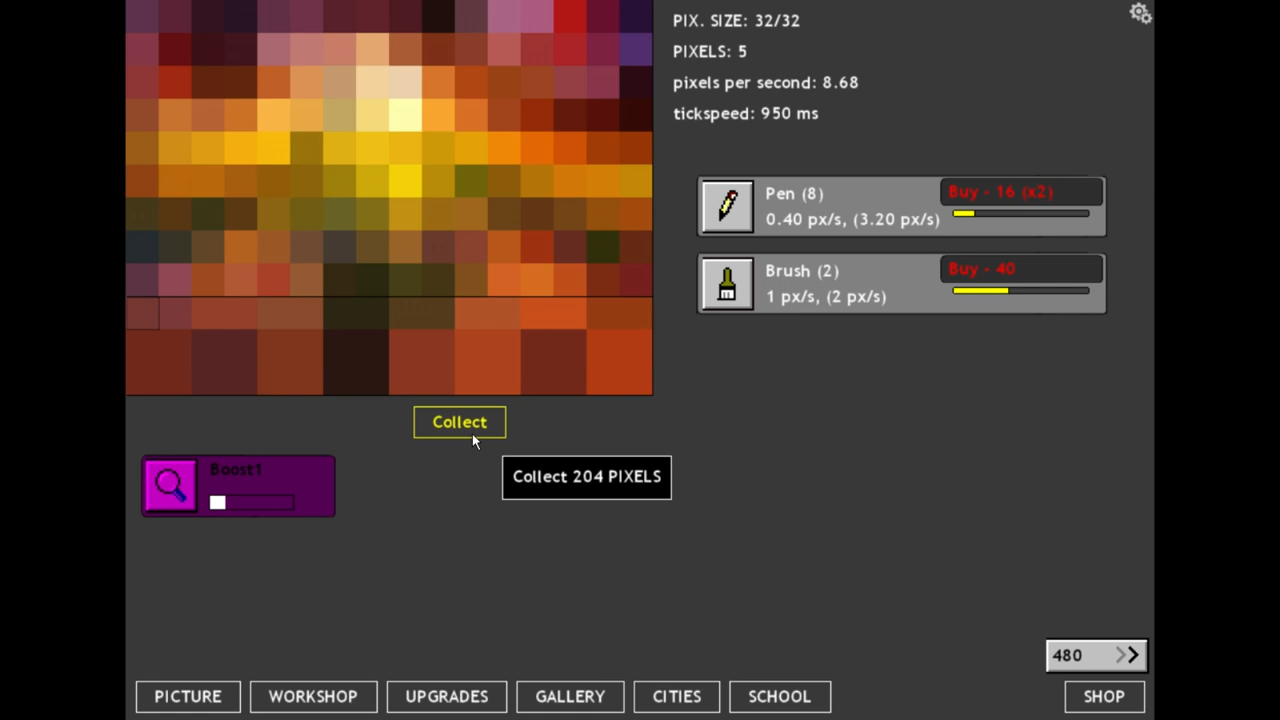 PIX. SIZE: 32/32
PIXELS: 5
pixels per second: 8.68
tickspeed: 950 ms
Pen (8)
Buy - 16 (x2)
0.40 px/s, (3.20 px/s)
Brush (2)
Buy - 40
1 px/s, (2 px/s)
Collect
Collect 204 PIXELS
Boost1
480
PICTURE
WORKSHOP
UPGRADES
GALLERY
CITIES
SCHOOL
SHOP